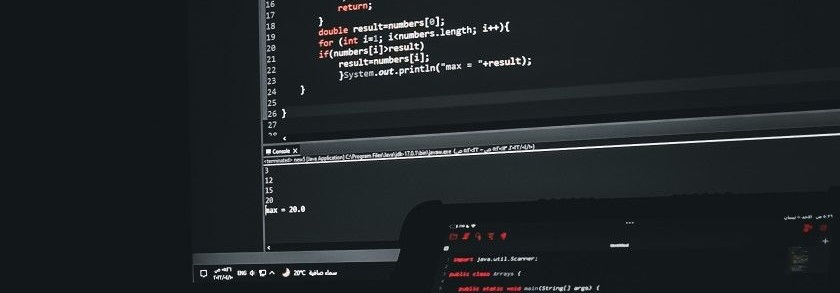 16 return;
17 }
18 double result=numbers[0];
19 for (int i=1; i<numbers.length; i++){
20 if(numbers[i]>result)
21 result=numbers[i];
22 }System.out.println("max = "+result);
23
24 }
25
26 }
27
Console X
<terminated> new5 [Java Application] C:\Program Files\Java\jdk-17.0.1\bin\javaw.exe
3
12
15
20
max = 20.0
ENG
20°C سماء صافية
import java.util.Scanner;
public class Arrays {
public static void main(String[] args) {